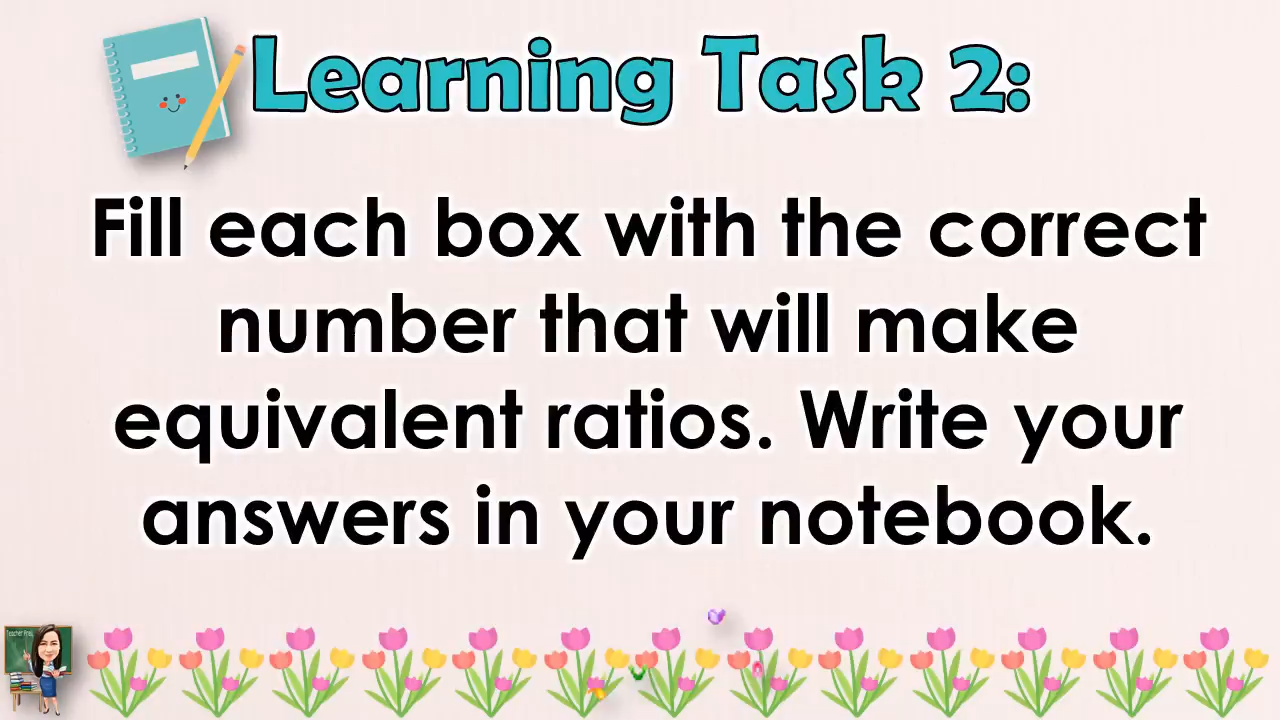 Learning Task 2:
Fill each box with the correct
number that will make
equivalent ratios. Write your
answers in your notebook.